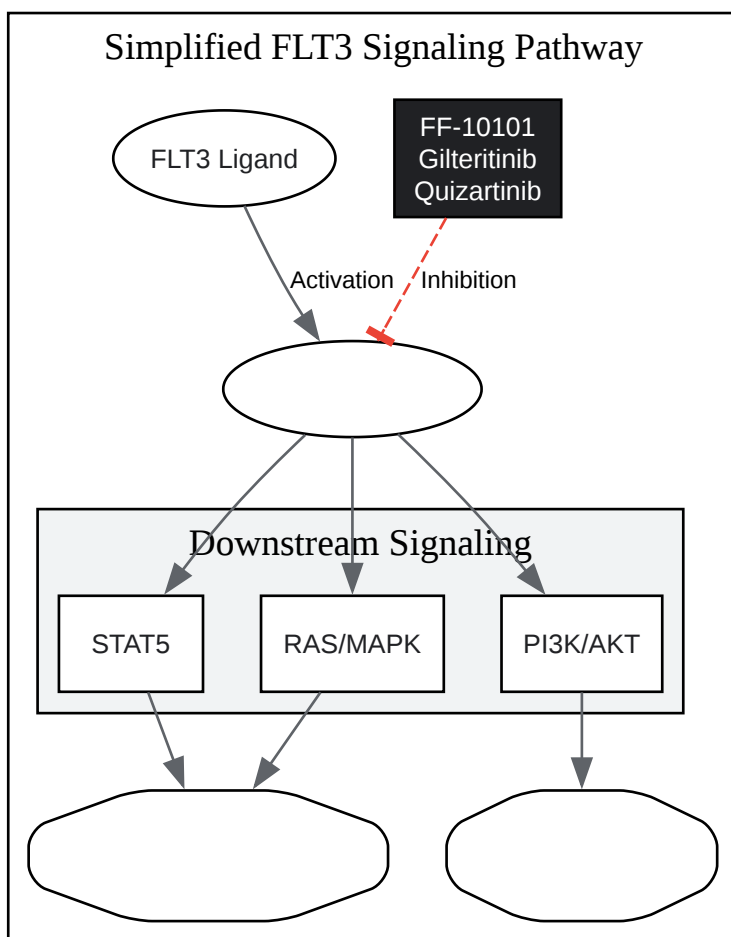 Simplified FLT3 Signaling Pathway
FLT3 Ligand
FF-10101
Gilteritinib
Quizartinib
Activation
Inhibition
Downstream Signaling
STAT5
RAS/MAPK
PI3K/AKT